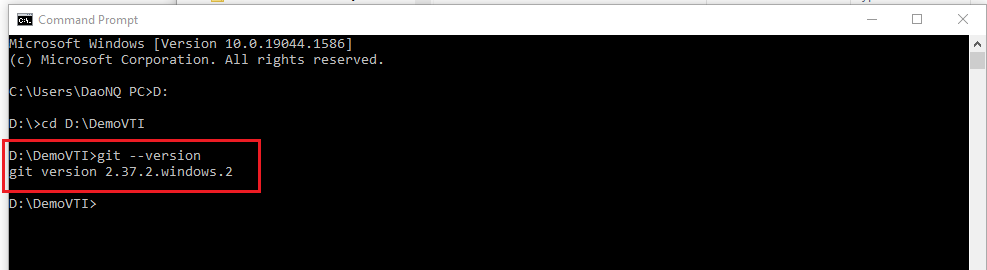 Command Prompt
Microsoft Windows [Version 10.0.19044.1586]
(c) Microsoft Corporation. All rights reserved.
C:\Users\DaoNQ PC>D:
D:\>cd D:\DemoVTI
D:\DemoVTI>git --version
git version 2.37.2.windows.2
D:\DemoVTI>